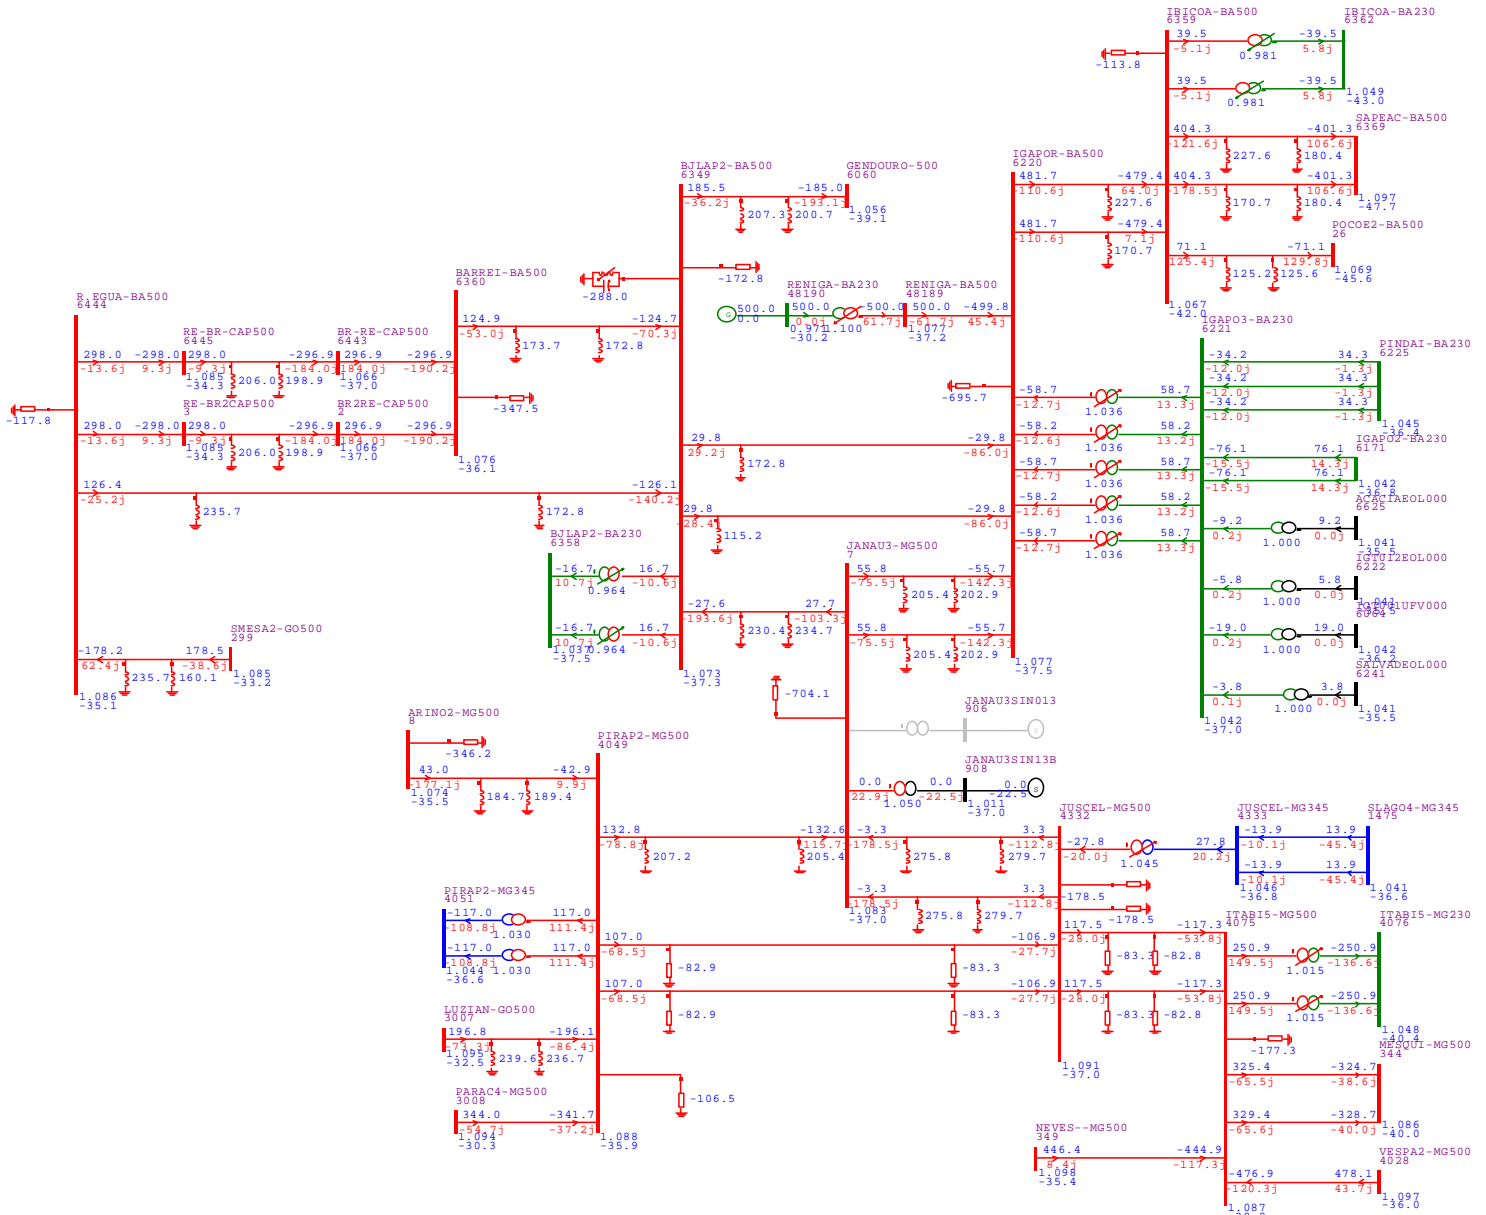 IBICOA-BA500
6359
IBICOA-BA230
6362
39.5
-39.5
-5.1j
5.8j
0.981
-113.8
39.5
-39.5
-5.1j
5.8j
0.981
1.049
-43.0
SAPEAC-BA500
6369
404.3
-401.3
-121.6j
106.6j
227.6
180.4
404.3
-401.3
-178.5j
106.6j
170.7
180.4
1.097
-47.7
POCOE2-BA500
26
71.1
-71.1
125.4j
129.8j
125.2
125.6
1.069
-45.6
1.067
-42.0
IGAPOR-BA500
6220
481.7
-479.4
-110.6j
64.0j
227.6
481.7
-479.4
-110.6j
7.1j
170.7
BJLAP2-BA500
6349
GENDOURO-500
6060
185.5
-185.0
-36.2j
-193.1j
207.3
200.7
1.056
-39.1
-172.8
-288.0
RENIGA-BA230
48190
RENIGA-BA500
48189
500.0
0.0
500.0
-500.0
500.0
-499.8
0.0j
-61.7j
-61.7j
45.4j
0.971
1.100
-30.2
1.077
-37.2
BARREI-BA500
6360
124.9
-124.7
-53.0j
-70.3j
173.7
172.8
-347.5
1.076
-36.1
R.EGUA-BA500
6444
RE-BR-CAP500
6445
BR-RE-CAP500
6443
298.0
-298.0
298.0
-296.9
296.9
-296.9
-13.6j
9.3j
-9.3j
-184.0j
184.0j
-190.2j
1.085
-34.3
206.0
198.9
1.066
-37.0
RE-BR2CAP500
3
BR2RE-CAP500
2
-117.8
298.0
-298.0
298.0
-296.9
296.9
-296.9
-13.6j
9.3j
-9.3j
-184.0j
184.0j
-190.2j
1.085
-34.3
206.0
198.9
1.066
-37.0
126.4
-126.1
-25.2j
-140.2j
235.7
172.8
29.8
-29.8
29.2j
-86.0j
172.8
29.8
-29.8
28.4j
-86.0j
115.2
-695.7
-58.7
58.7
-12.7j
13.3j
1.036
-58.2
58.2
-12.6j
13.2j
1.036
-58.7
58.7
-12.7j
13.3j
1.036
-58.2
58.2
-12.6j
13.2j
1.036
-58.7
58.7
-12.7j
13.3j
1.036
IGAPO3-BA230
6221
PINDAI-BA230
6225
-34.2
34.3
-12.0j
-1.3j
-34.2
34.3
-12.0j
-1.3j
-34.2
34.3
-12.0j
-1.3j
1.045
-36.4
IGAPO2-BA230
6171
-76.1
76.1
-15.5j
14.3j
-76.1
76.1
-15.5j
14.3j
1.042
-36.8
ACACIAEOL000
6625
-9.2
9.2
0.2j
0.0j
1.000
1.041
-35.5
IGTU12EOL000
6222
-5.8
5.8
0.2j
0.0j
1.000
1.041
-19.0
19.0
0.2j
0.0j
1.000
1.042
-36.2
SALVADEOL000
6241
-3.8
3.8
0.1j
0.0j
1.000
1.041
-35.5
1.042
-37.0
BJLAP2-BA230
6358
-16.7
16.7
10.7j
-10.6j
0.964
-16.7
16.7
10.7j
-10.6j
1.037
0.964
-37.5
JANAU3-MG500
7
55.8
-55.7
-75.5j
-142.3j
205.4
202.9
-27.6
27.7
-193.6j
-103.3j
230.4
234.7
55.8
-55.7
-75.5j
-142.3j
205.4
202.9
1.077
-37.5
1.073
-37.3
SMESA2-GO500
299
-178.2
178.5
62.4j
-38.6j
235.7
160.1
1.085
-33.2
1.086
-35.1
-704.1
JANAU3SIN013
906
JANAU3SIN13B
908
0.0
0.0
0.0
22.9j
-22.5j
-22.5
1.050
1.011
-37.0
ARINO2-MG500
8
-346.2
43.0
-42.9
-177.1j
9.9j
184.7
189.4
1.074
-35.5
PIRAP2-MG500
4049
132.8
-132.6
-78.8j
-115.7j
207.2
205.4
-3.3
3.3
-178.5j
-112.8j
275.8
279.7
-3.3
3.3
-178.5j
-112.8j
275.8
279.7
1.083
-37.0
JUSCEL-MG500
4332
JUSCEL-MG345
4333
SLAGO4-MG345
1475
-27.8
27.8
-20.0j
20.2j
1.045
-13.9
13.9
-10.1j
-45.4j
-13.9
13.9
-10.1j
-45.4j
1.046
-36.8
1.041
-36.6
-178.5
-178.5
PIRAP2-MG345
4051
-117.0
117.0
-108.8j
111.4j
1.030
-117.0
117.0
-108.8j
111.4j
1.044
1.030
-36.6
107.0
-106.9
-68.5j
-27.7j
-82.9
-83.3
107.0
-106.9
-68.5j
-27.7j
-82.9
-83.3
117.5
-117.3
-28.0j
-53.8j
-83.3
-82.8
117.5
-117.3
-28.0j
-53.8j
-83.3
-82.8
1.091
-37.0
ITABI5-MG500
4075
ITABI5-MG230
4076
250.9
-250.9
149.5j
-136.6j
1.015
250.9
-250.9
149.5j
-136.6j
1.015
1.048
-40.4
-177.3
MESQUI-MG500
344
325.4
-324.7
-65.5j
-38.6j
329.4
-328.7
-65.6j
-40.0j
1.086
-40.0
LUZIAN-GO500
3007
196.8
-196.1
-73.3j
-86.4j
1.095
-32.5
239.6
236.7
-106.5
PARAC4-MG500
3008
344.0
-341.7
-54.7j
-37.2j
1.094
-30.3
1.088
-35.9
NEVES--MG500
349
446.4
-444.9
8.4j
-117.3j
1.098
-35.4
VESPA2-MG500
4028
-476.9
478.1
-120.3j
43.7j
1.097
-36.0
1.087